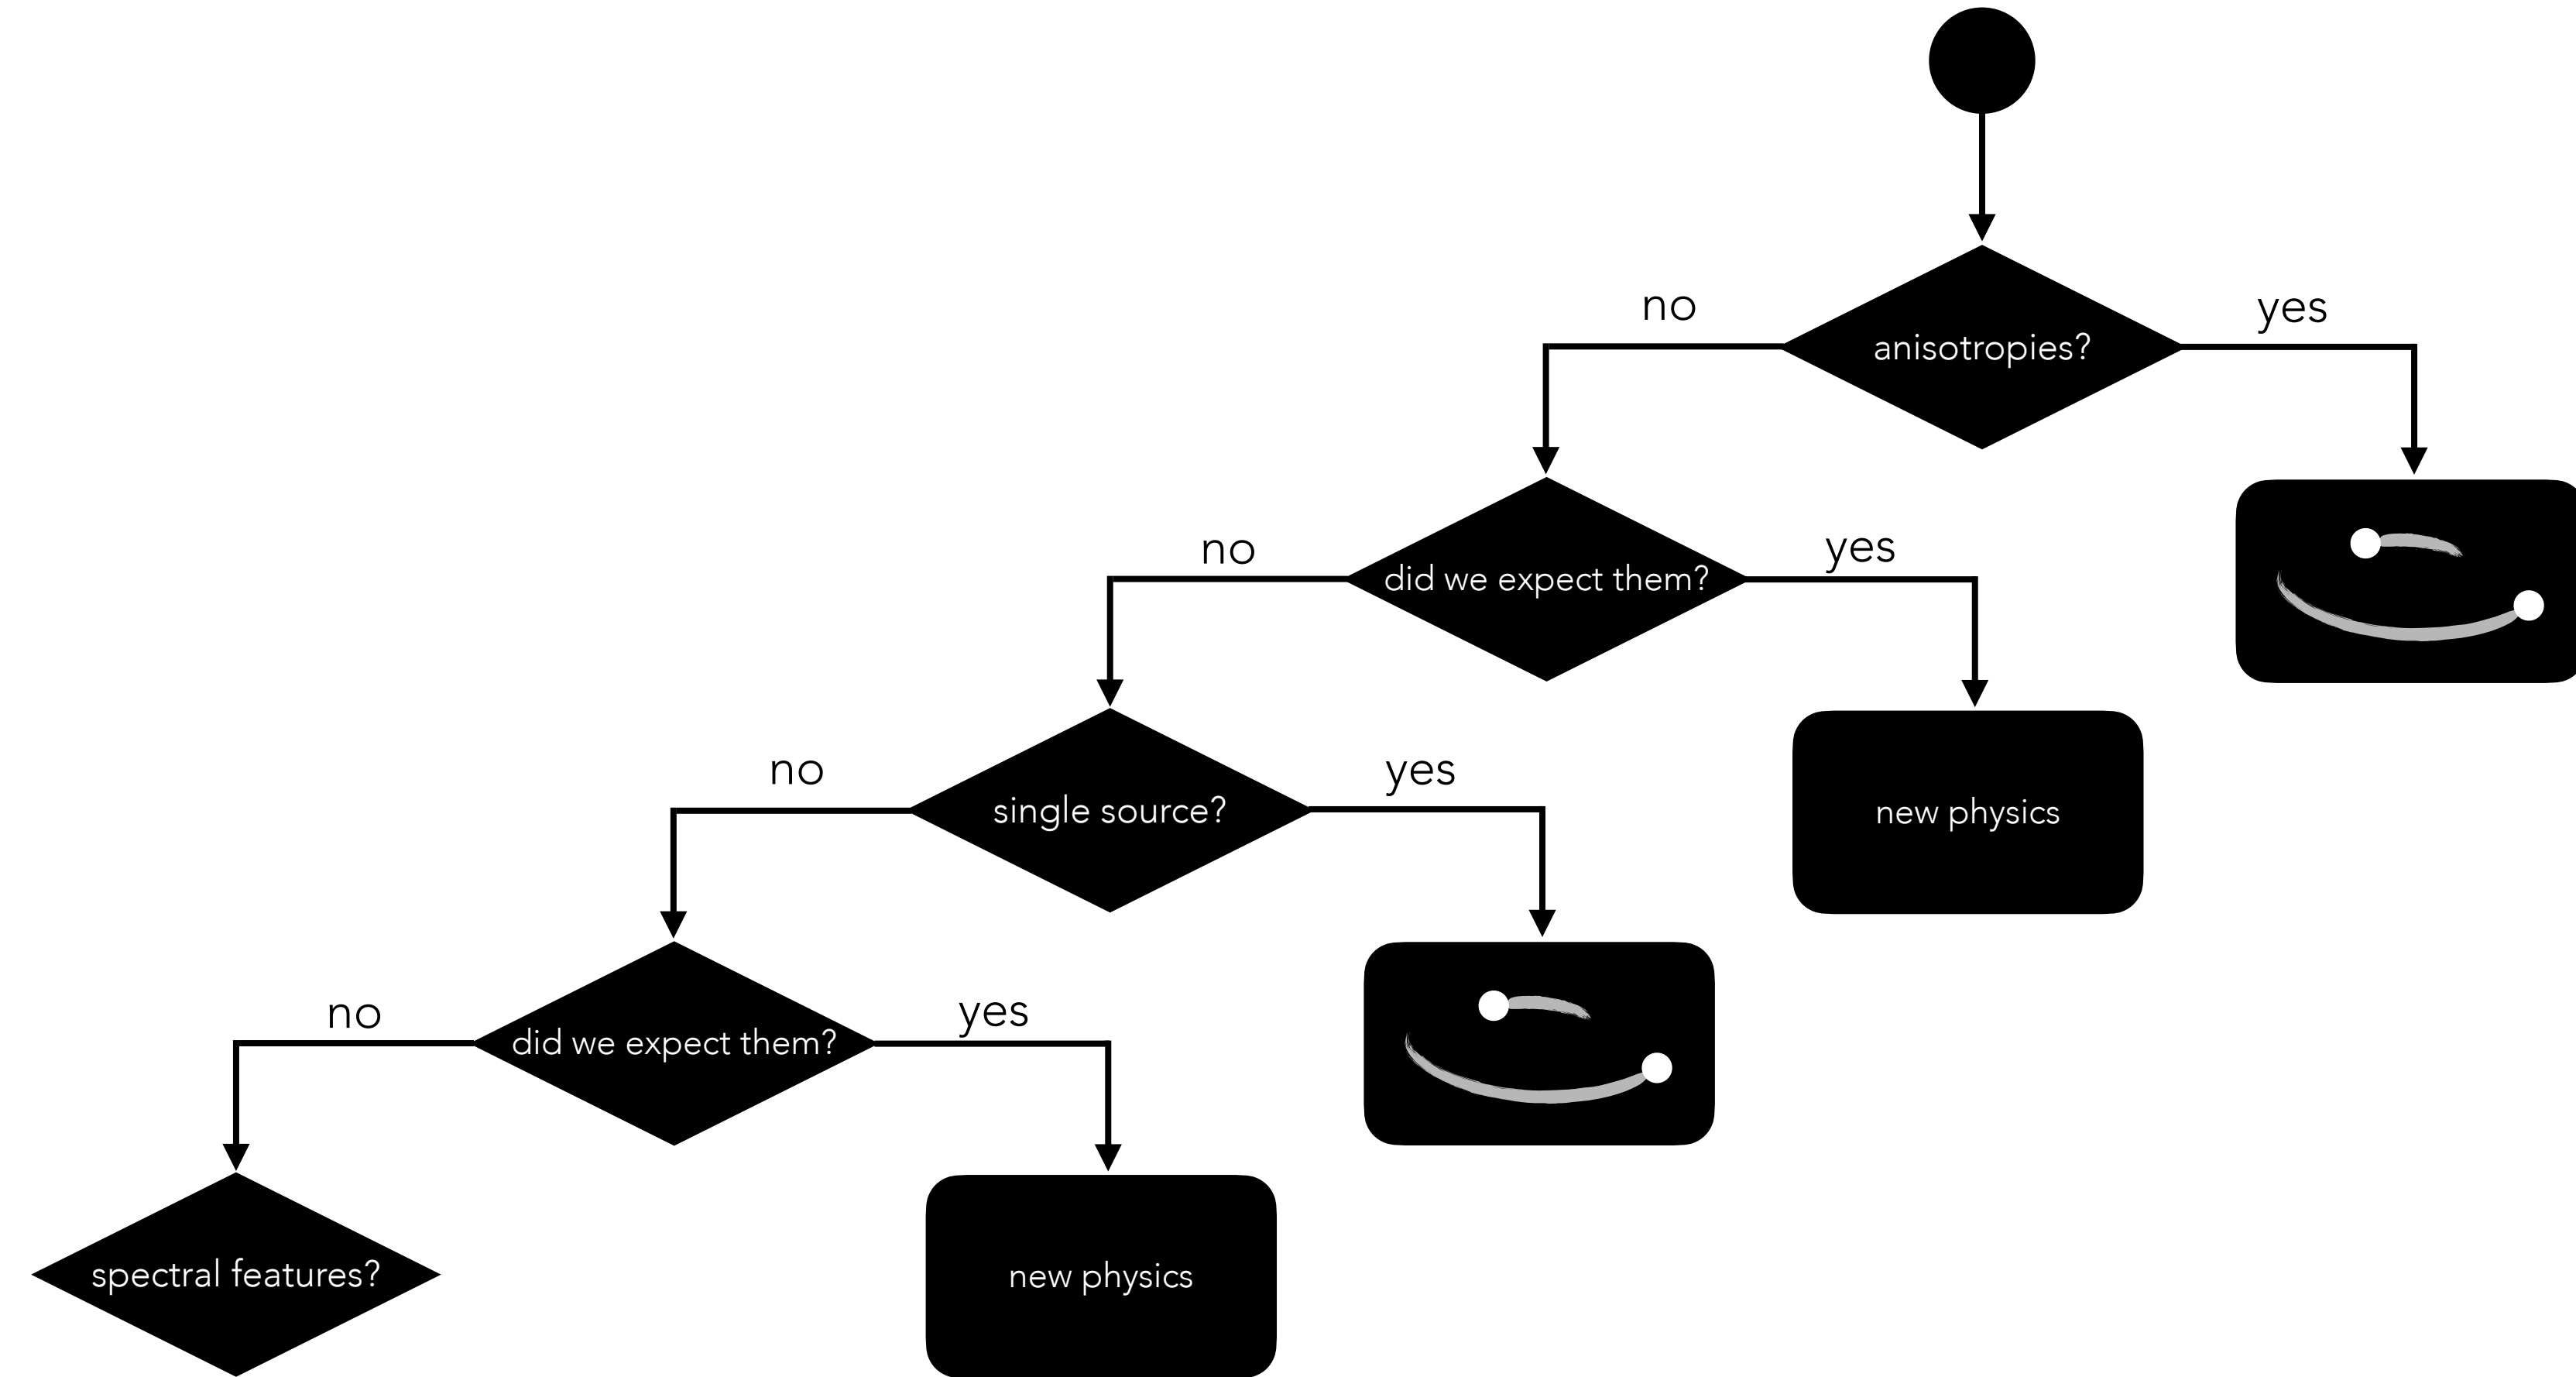 no
yes
anisotropies?
no
yes
did we expect them?
no
yes
single source?
new physics
no
yes
did we expect them?
spectral features?
new physics